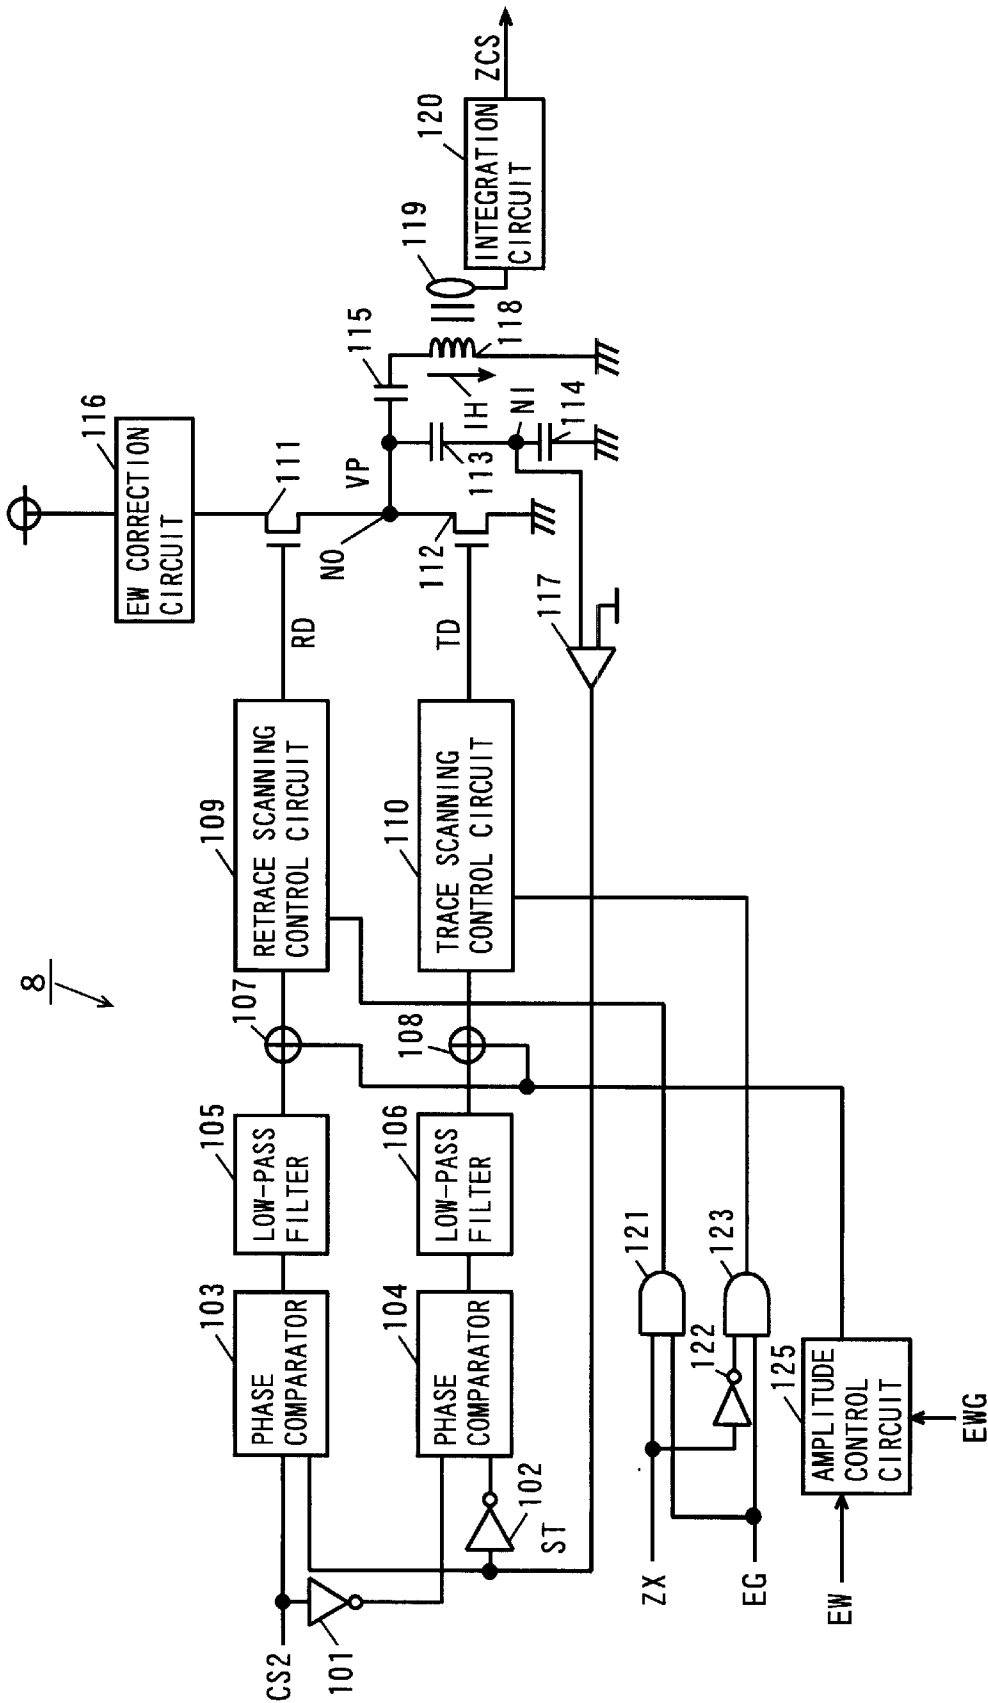 8
CS2
101
102
ST
103
PHASE
COMPARATOR
104
PHASE
COMPARATOR
105
LOW-PASS
FILTER
106
LOW-PASS
FILTER
107
108
109
RETRACE SCANNING
CONTROL CIRCUIT
110
TRACE SCANNING
CONTROL CIRCUIT
RD
TD
116
EW CORRECTION
CIRCUIT
111
NO
VP
112
115
113
IH
NI
114
118
119
120
INTEGRATION
CIRCUIT
ZCS
117
ZX
EG
121
122
123
EW
125
AMPLITUDE
CONTROL
CIRCUIT
EWG